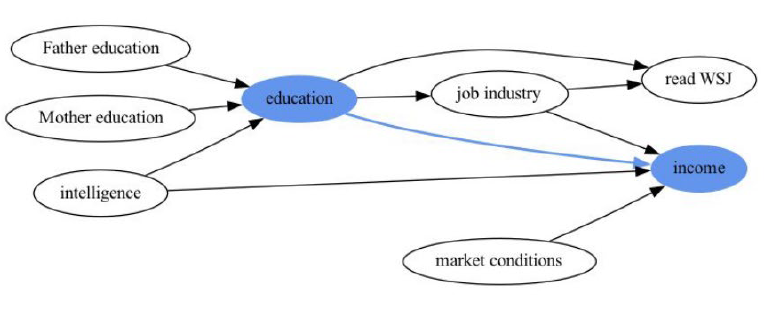 Father education
Mother education
intelligence
education
job industry
read WSJ
income
market conditions